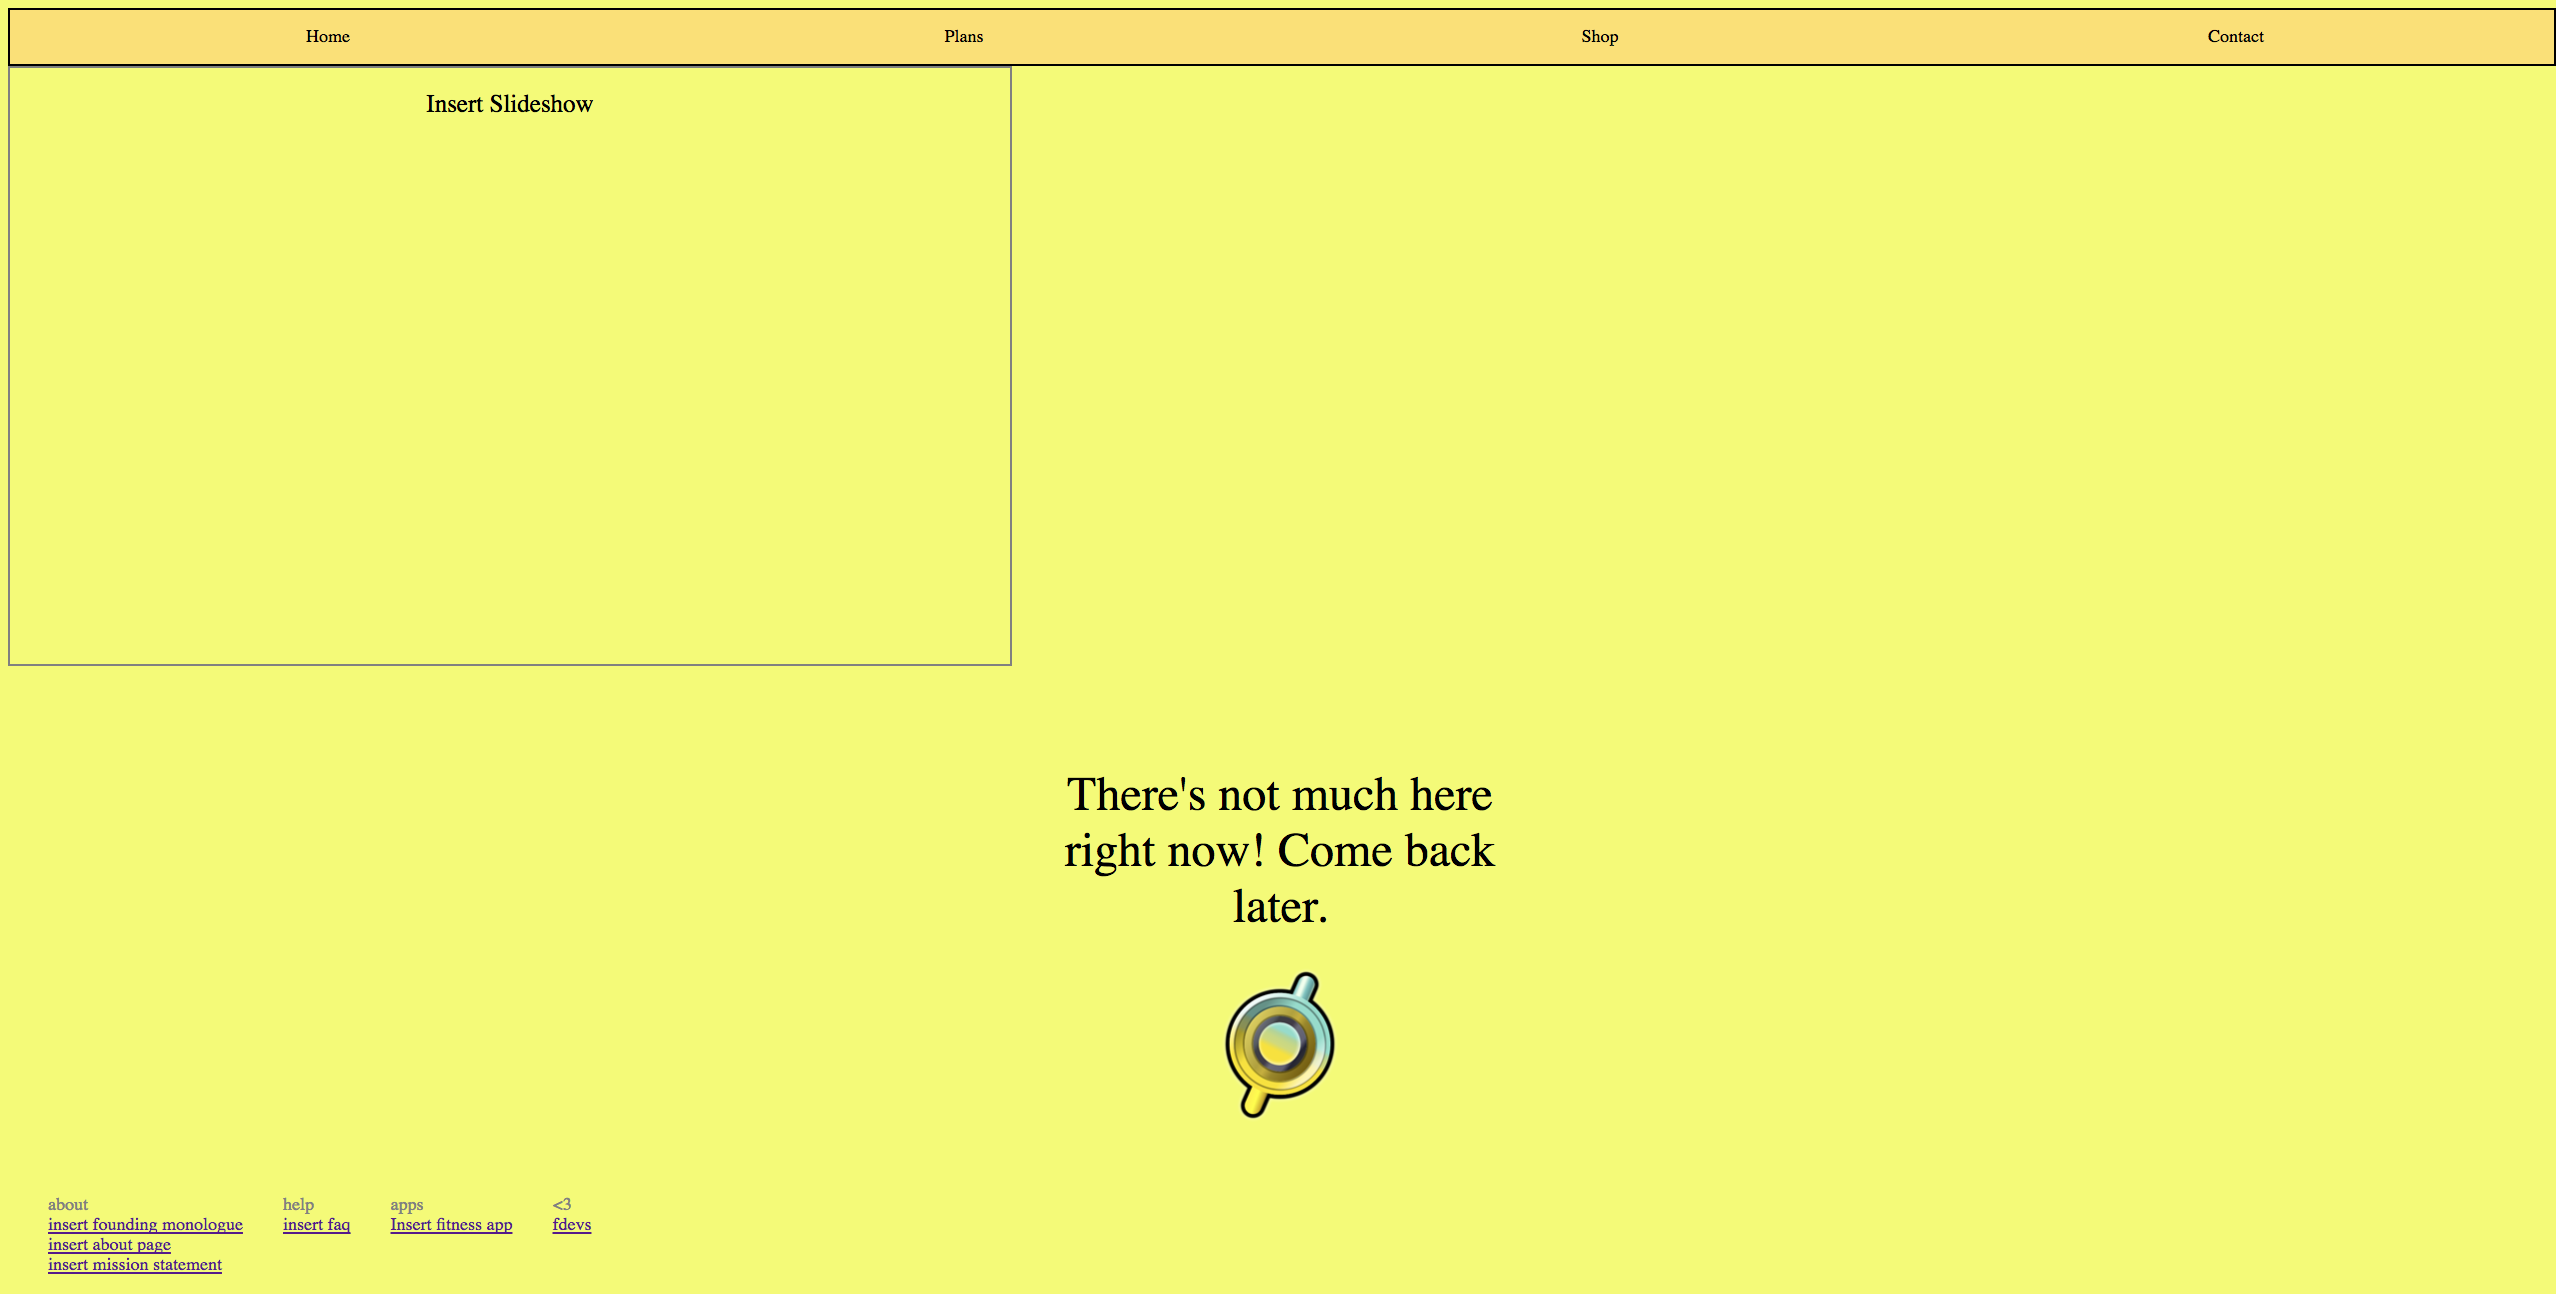 Home Plans Shop Contact
Insert Slideshow
There's not much here
right now! Come back
later.
about help apps <3
insert founding monologue insert faq Insert fitness app fdevs
insert about page
insert mission statement